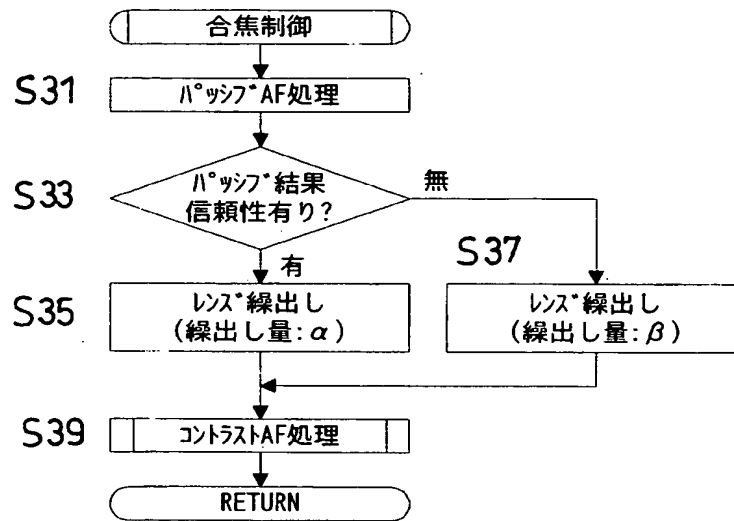 合焦制御
S31
パッシブAF処理
S33
パッシブ結果
信頼性有り?
無
有
S37
S35
レンズ繰出し
(繰出し量:α)
レンズ繰出し
(繰出し量:β)
S39
コントラストAF処理
RETURN